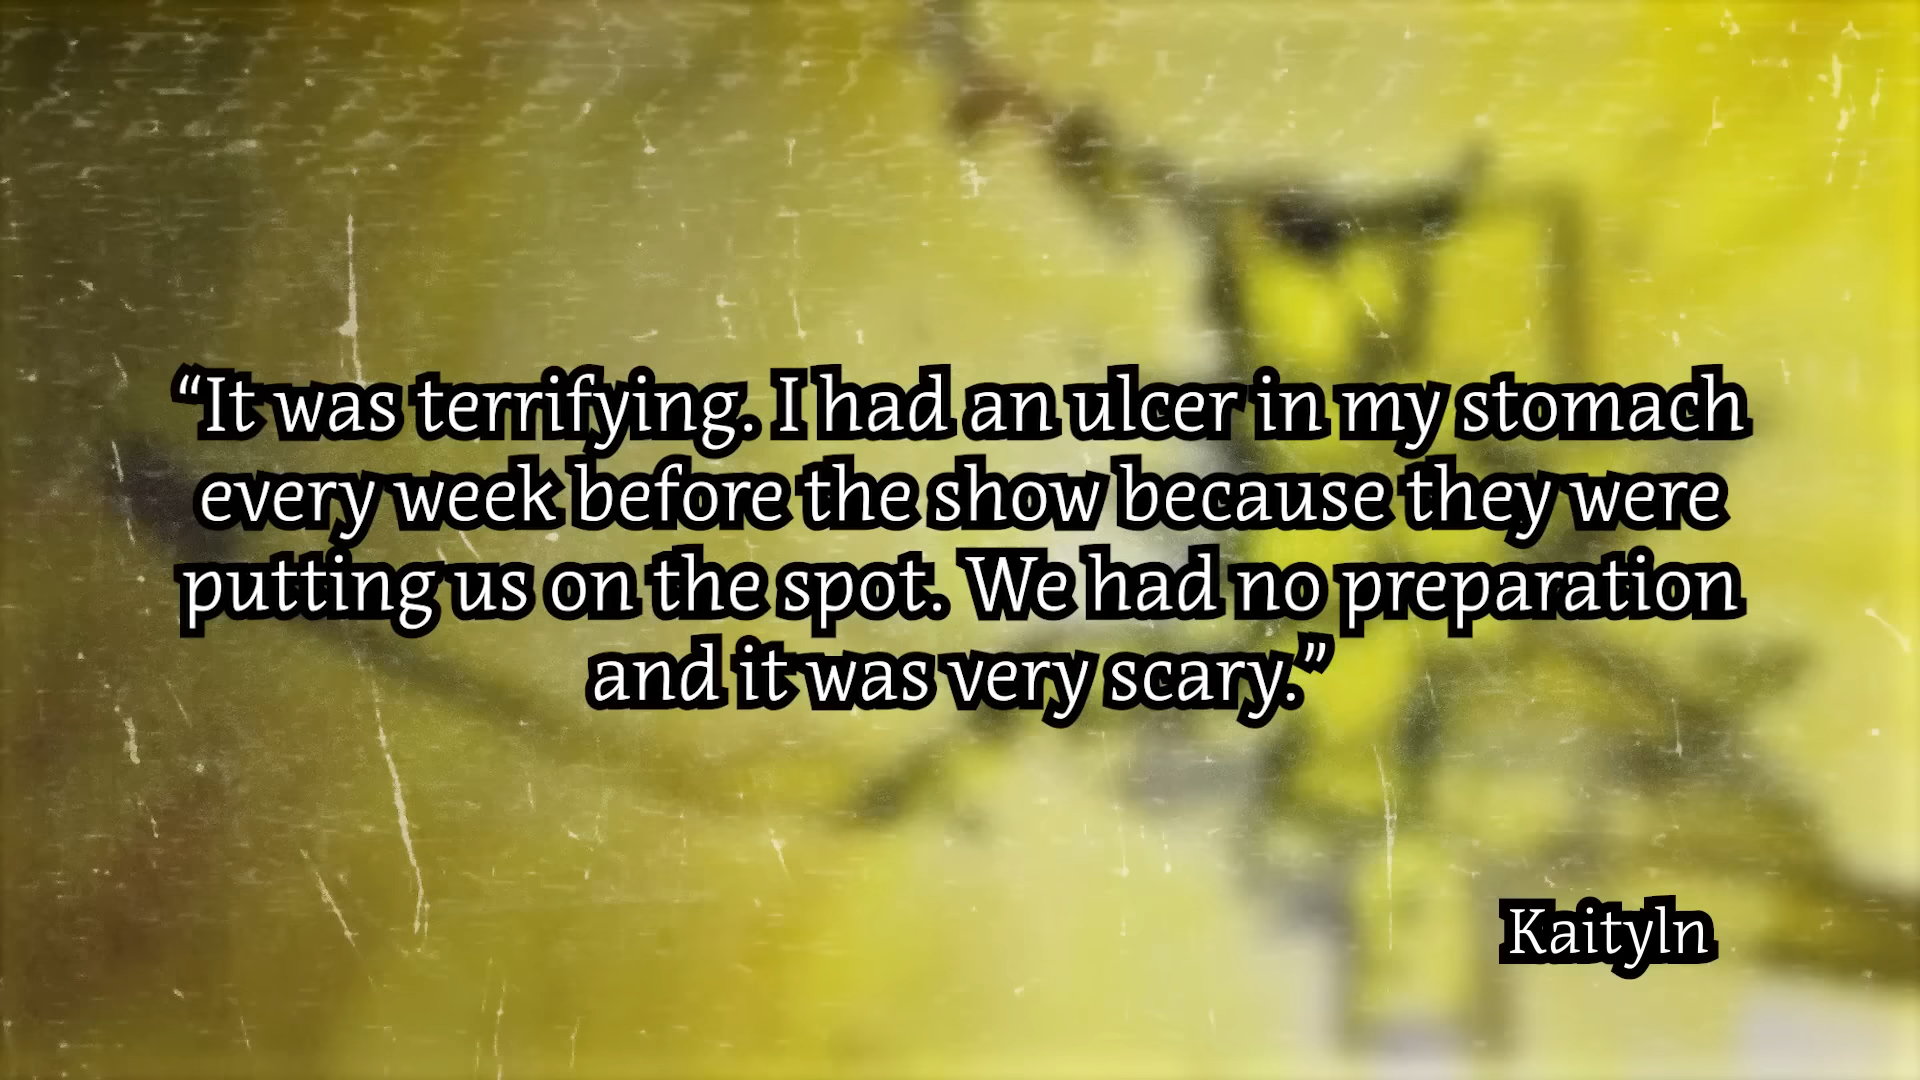 “It was terrifying. I had an ulcer in my stomach
every week before the show because they were
putting us on the spot. We had no preparation
and it was very scary.”
Kaityln